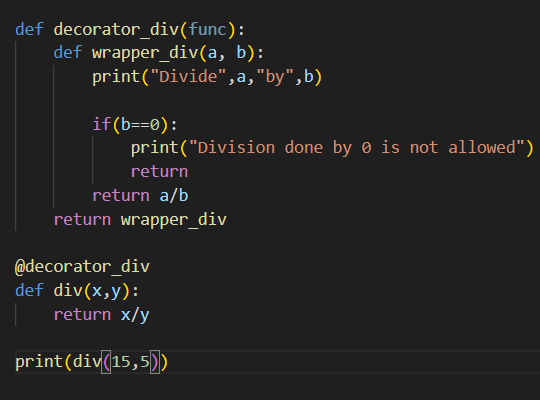 def decorator_div(func):
    def wrapper_div(a, b):
        print("Divide",a,"by",b)
        if(b==0):
            print("Division done by 0 is not allowed")
            return
        return a/b
    return wrapper_div
@decorator_div
def div(x,y):
    return x/y
print(div(15,5))